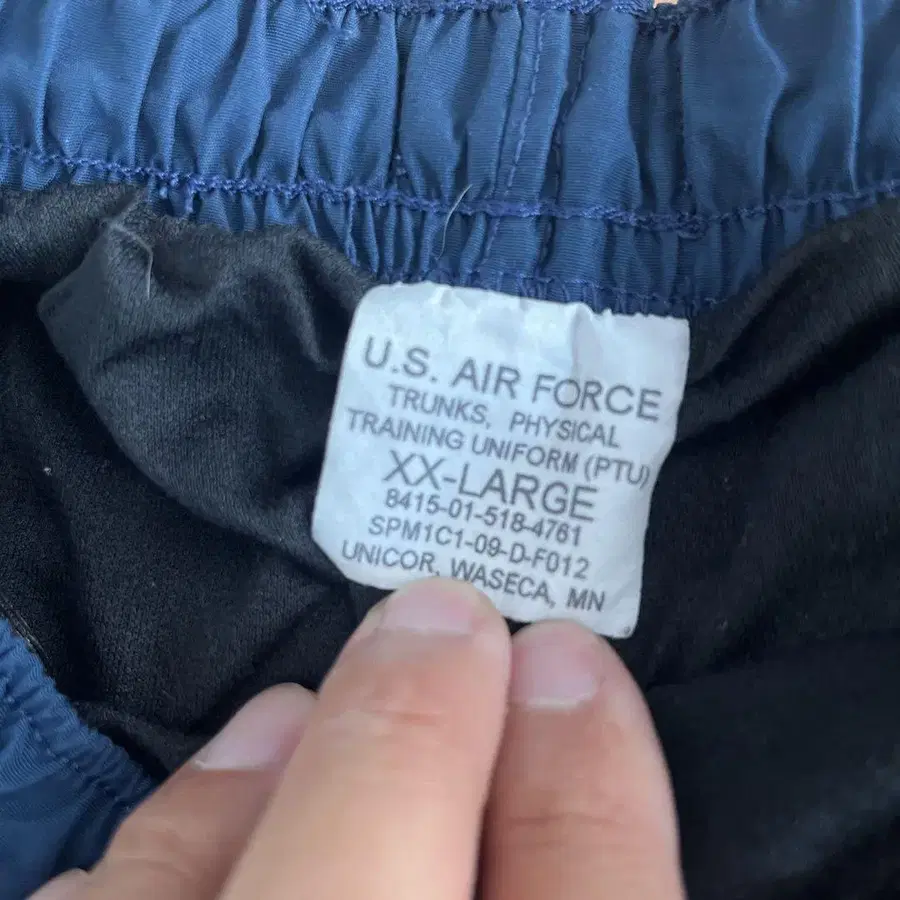 U.S. AIR FORCE
TRUNKS, PHYSICAL
TRAINING UNIFORM (PTU)
XX-LARGE
8415-01-518-4761
SPM1C1-09-D-F012
UNICOR, WASECA, MN